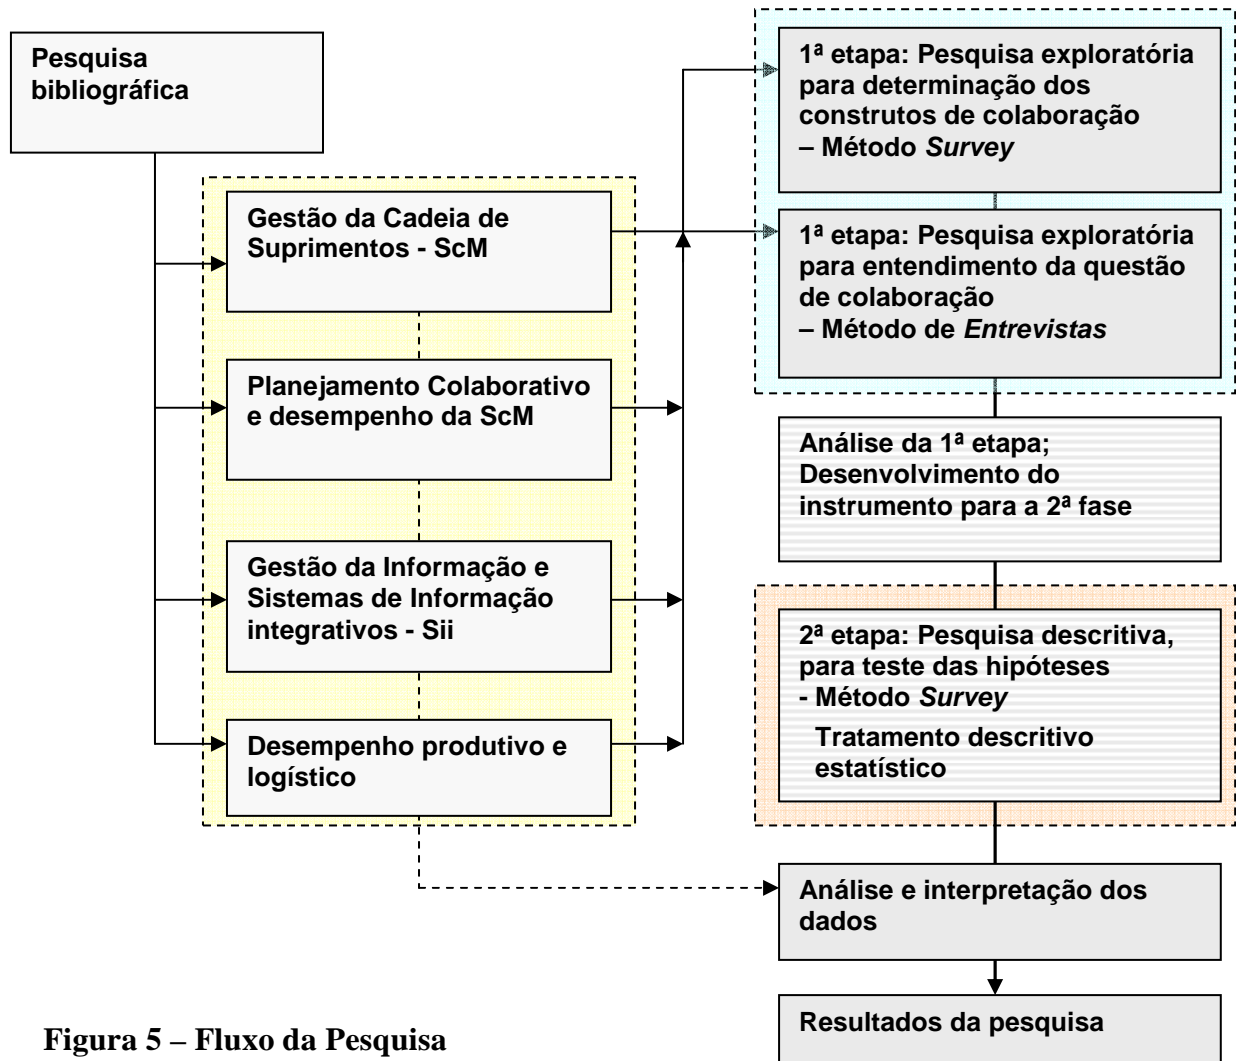 Pesquisa
bibliográfica
Gestão da Cadeia de
Suprimentos - ScM
Planejamento Colaborativo
e desempenho da ScM
Gestão da Informação e
Sistemas de Informação
integrativos - Sii
Desempenho produtivo e
logístico
1ª etapa: Pesquisa exploratória
para determinação dos
construtos de colaboração
– Método Survey
1ª etapa: Pesquisa exploratória
para entendimento da questão
de colaboração
– Método de Entrevistas
Análise da 1ª etapa;
Desenvolvimento do
instrumento para a 2ª fase
2ª etapa: Pesquisa descritiva,
para teste das hipóteses
- Método Survey
Tratamento descritivo
estatístico
Análise e interpretação dos
dados
Resultados da pesquisa
Figura 5 – Fluxo da Pesquisa